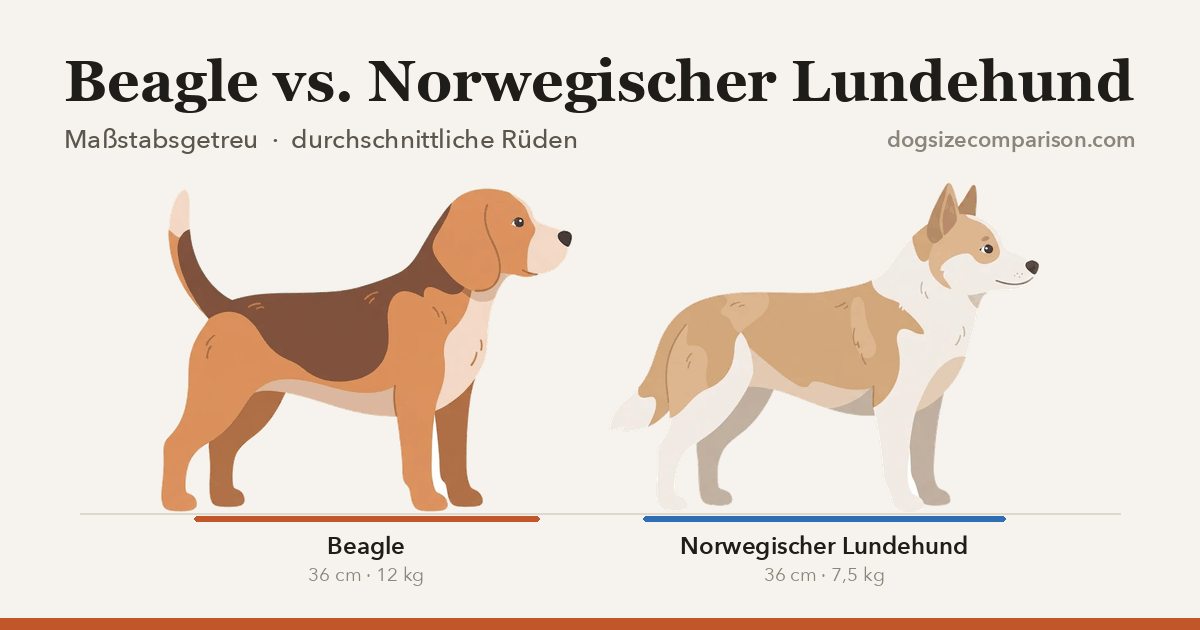 Beagle vs. Norwegischer Lundehund
Maßstabsgetreu · durchschnittliche Rüden
dogsizecomparison.com
Beagle
36 cm · 12 kg
Norwegischer Lundehund
36 cm · 7,5 kg